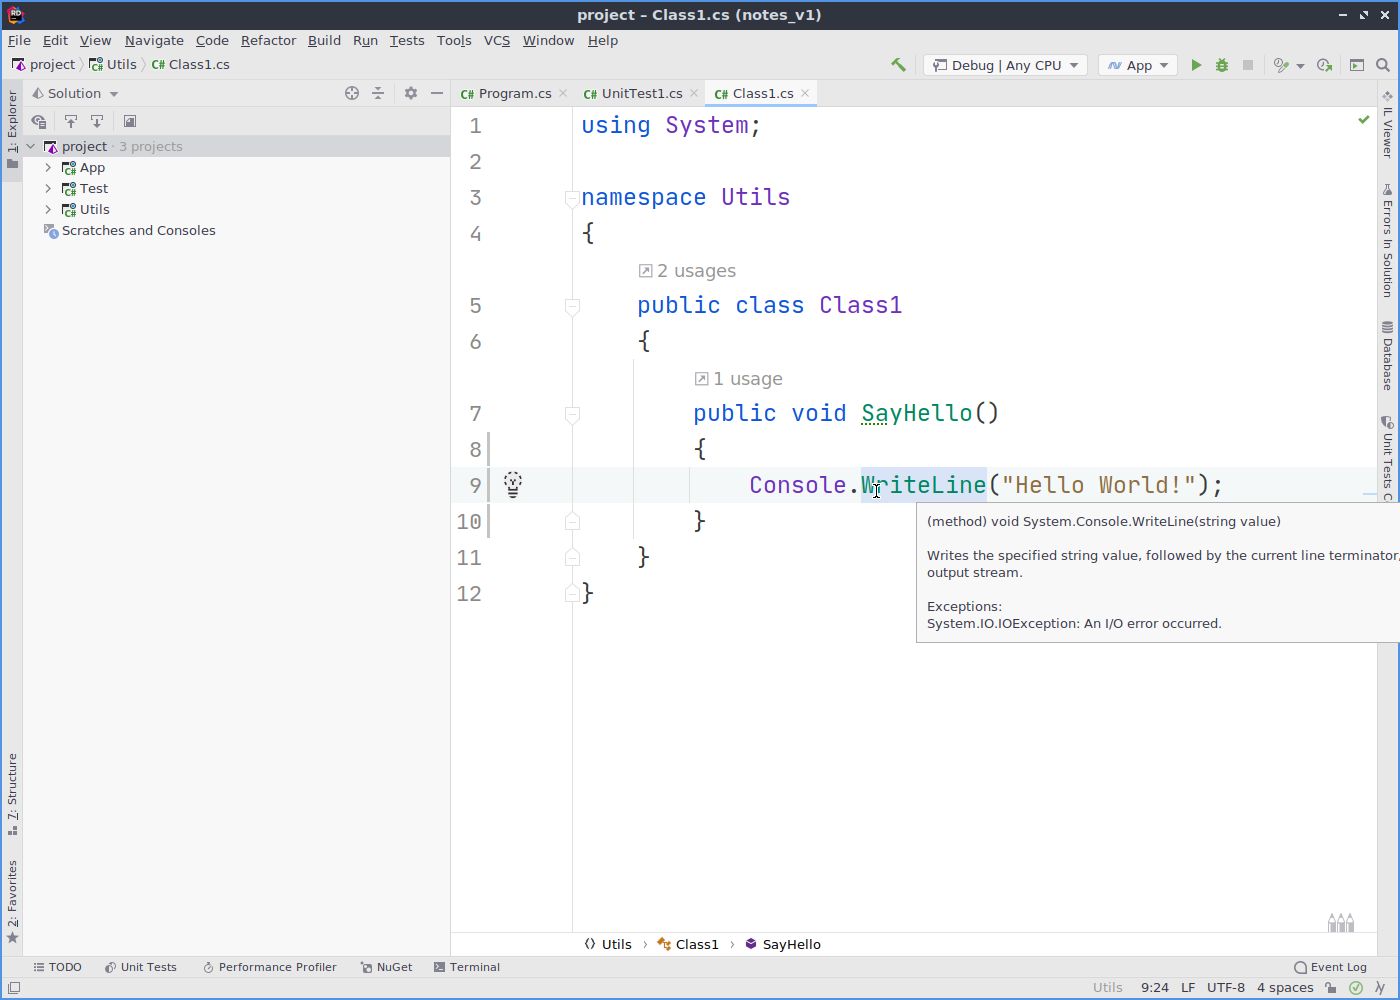 project – Class1.cs (notes_v1)
File Edit View Navigate Code Refactor Build Run Tests Tools VCS Window Help
project Utils C# Class1.cs Debug | Any CPU App
1: Explorer
Solution
project · 3 projects
App
Test
Utils
Scratches and Consoles
7: Structure
2: Favorites
C# Program.cs C# UnitTest1.cs C# Class1.cs
1 using System;
2
3 namespace Utils
4 {
2 usages
5 public class Class1
6 {
1 usage
7 public void SayHello()
8 {
9 Console.WriteLine("Hello World!");
10 }
11 }
12 }
(method) void System.Console.WriteLine(string value)
Writes the specified string value, followed by the current line terminator,
output stream.
Exceptions:
System.IO.IOException: An I/O error occurred.
IL Viewer
Errors In Solution
Database
Unit Tests C
Utils Class1 SayHello
TODO Unit Tests Performance Profiler NuGet Terminal Event Log
Utils 9:24 LF UTF-8 4 spaces